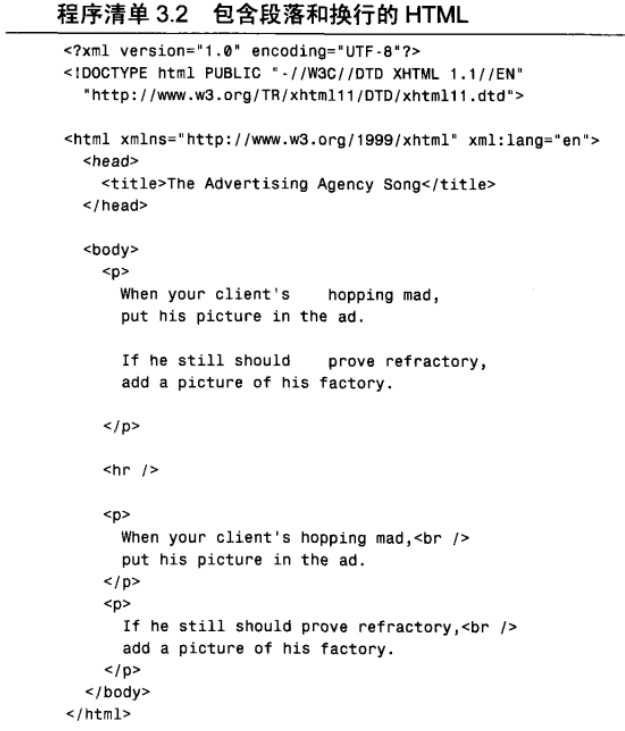 程序清单 3.2 包含段落和换行的 HTML
<?xml version="1.0" encoding="UTF-8"?>
<!DOCTYPE html PUBLIC "-//W3C//DTD XHTML 1.1//EN"
"http://www.w3.org/TR/xhtml11/DTD/xhtml11.dtd">
<html xmlns="http://www.w3.org/1999/xhtml" xml:lang="en">
<head>
<title>The Advertising Agency Song</title>
</head>
<body>
<p>
When your client's    hopping mad,
put his picture in the ad.
If he still should    prove refractory,
add a picture of his factory.
</p>
<hr />
<p>
When your client's hopping mad,<br />
put his picture in the ad.
</p>
<p>
If he still should prove refractory,<br />
add a picture of his factory.
</p>
</body>
</html>